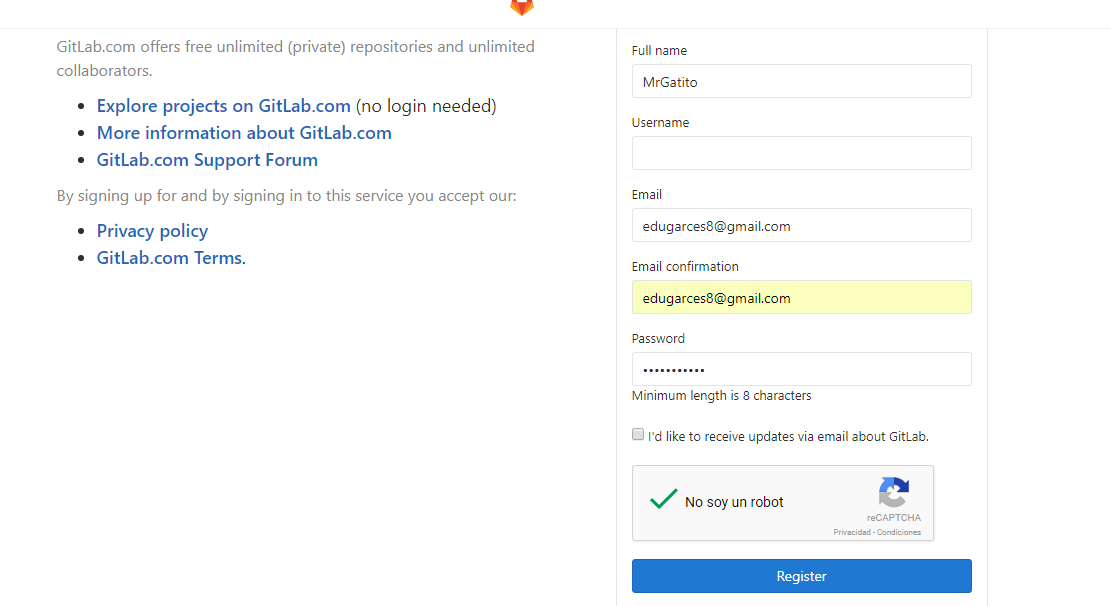 GitLab.com offers free unlimited (private) repositories and unlimited
collaborators.
Explore projects on GitLab.com (no login needed)
More information about GitLab.com
GitLab.com Support Forum
By signing up for and by signing in to this service you accept our:
Privacy policy
GitLab.com Terms.
Full name
MrGatito
Username
Email
edugarces8@gmail.com
Email confirmation
edugarces8@gmail.com
Password
•••••••••••
Minimum length is 8 characters
I'd like to receive updates via email about GitLab.
No soy un robot
reCAPTCHA
Privacidad - Condiciones
Register